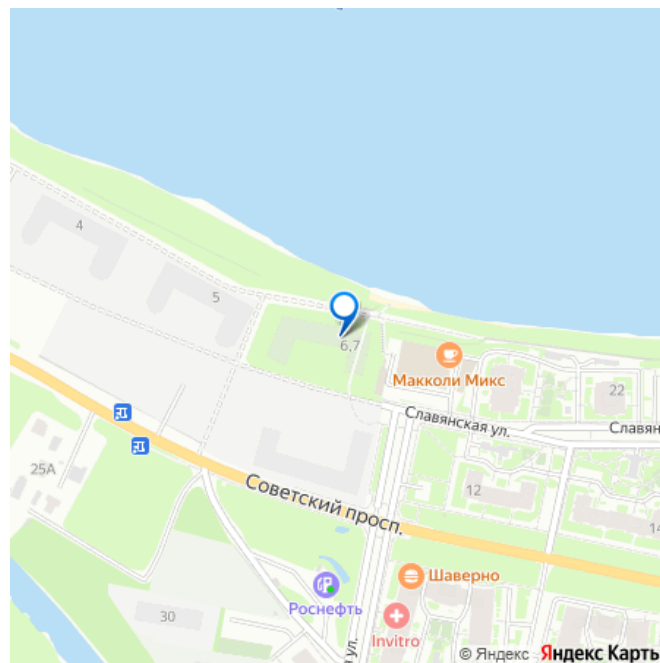 4
5
6,7
Макколи Микс
22
Славянская ул.
Славян
25А
12
14
Советский просп.
Шаверно
Роснефть
30
Invitro
ул.
© Яндекс Яндекс Карты